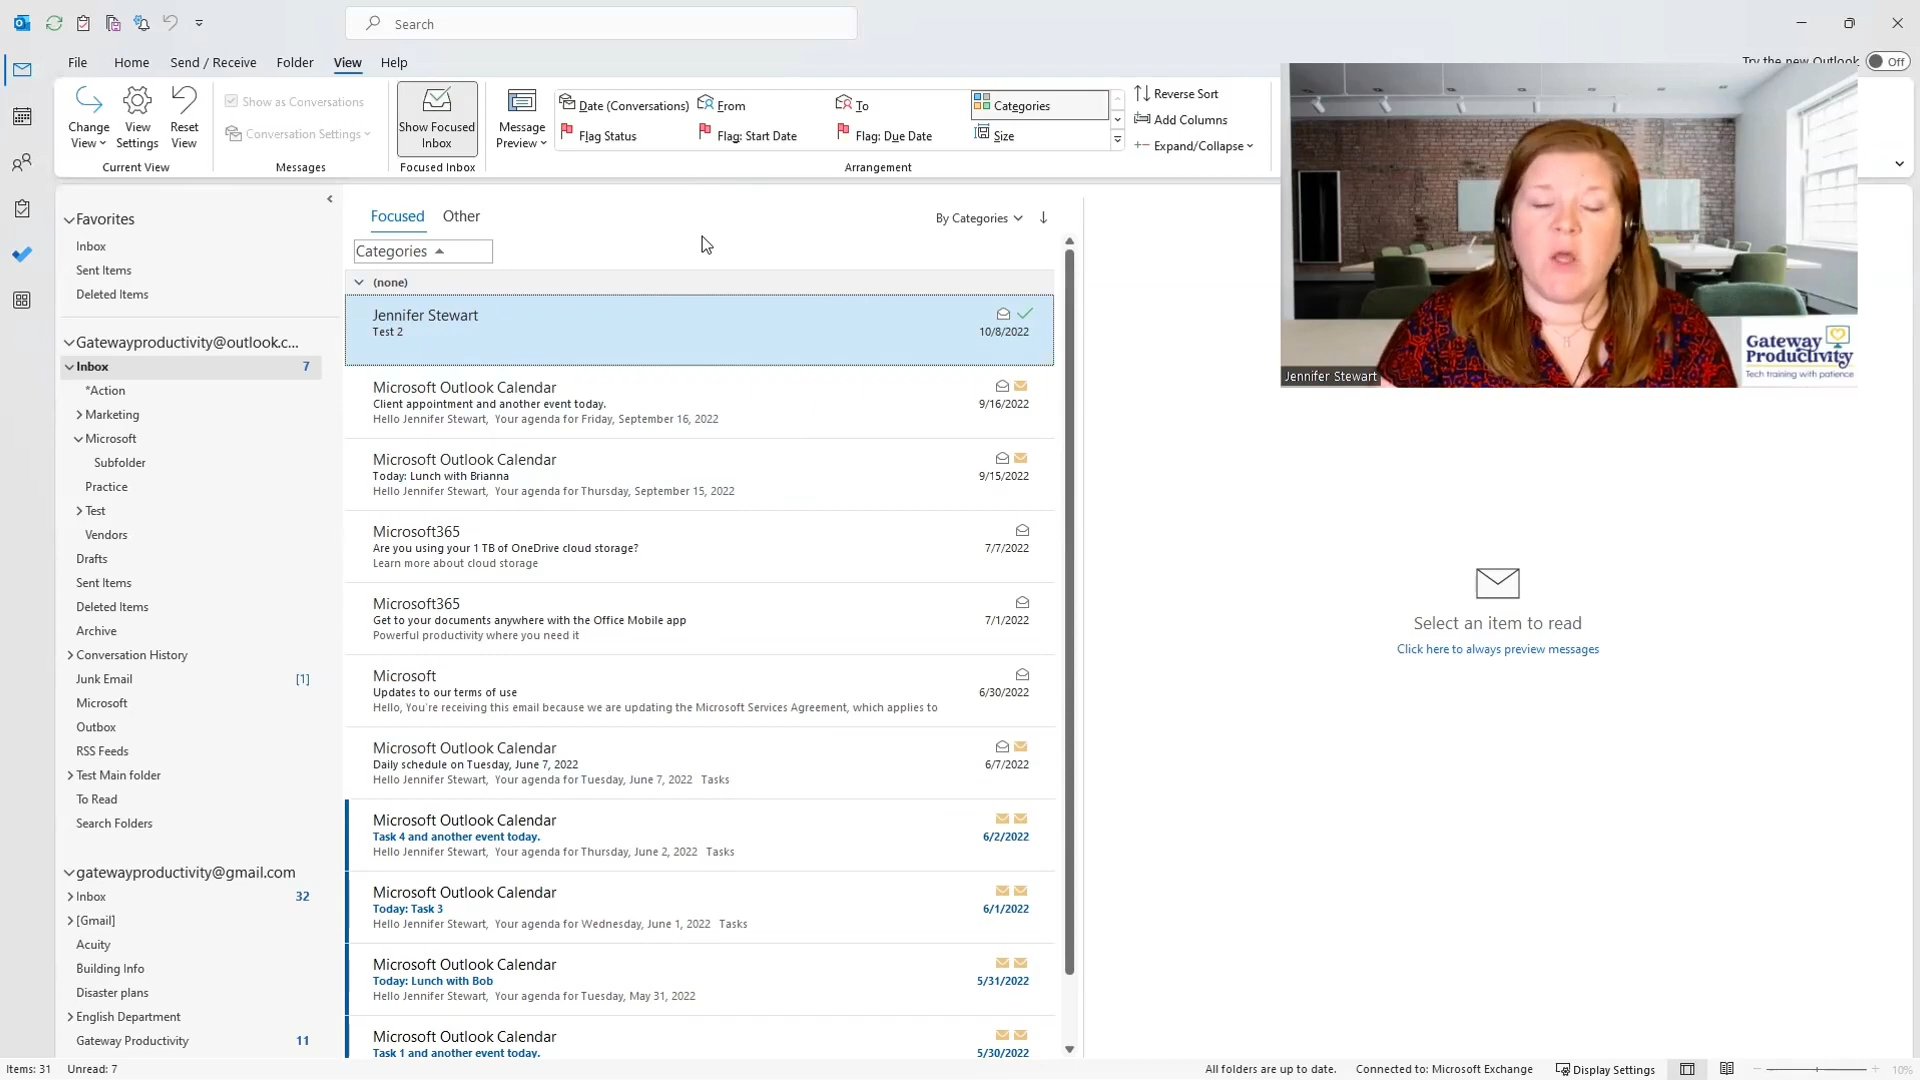 Search
File Home Send / Receive Folder View Help
Try the new Outlook Off
Change View
View Settings
Reset View
Current View
Show as Conversations
Conversation Settings
Messages
Show Focused Inbox
Focused Inbox
Message Preview
Date (Conversations) From To Categories
Flag Status Flag: Start Date Flag: Due Date Size
Arrangement
Reverse Sort
Add Columns
Expand/Collapse
Favorites
Inbox
Sent Items
Deleted Items
Gatewayproductivity@outlook.c...
Inbox 7
*Action
Marketing
Microsoft
Subfolder
Practice
Test
Vendors
Drafts
Sent Items
Deleted Items
Archive
Conversation History
Junk Email [1]
Microsoft
Outbox
RSS Feeds
Test Main folder
To Read
Search Folders
gatewayproductivity@gmail.com
Inbox 32
[Gmail]
Acuity
Building Info
Disaster plans
English Department
Gateway Productivity 11
Focused Other By Categories
Categories
(none)
Jennifer Stewart
Test 2 10/8/2022
Microsoft Outlook Calendar
Client appointment and another event today. 9/16/2022
Hello Jennifer Stewart, Your agenda for Friday, September 16, 2022
Microsoft Outlook Calendar
Today: Lunch with Brianna 9/15/2022
Hello Jennifer Stewart, Your agenda for Thursday, September 15, 2022
Microsoft365
Are you using your 1 TB of OneDrive cloud storage? 7/7/2022
Learn more about cloud storage
Microsoft365
Get to your documents anywhere with the Office Mobile app 7/1/2022
Powerful productivity where you need it
Microsoft
Updates to our terms of use 6/30/2022
Hello, You're receiving this email because we are updating the Microsoft Services Agreement, which applies to
Microsoft Outlook Calendar
Daily schedule on Tuesday, June 7, 2022 6/7/2022
Hello Jennifer Stewart, Your agenda for Tuesday, June 7, 2022 Tasks
Microsoft Outlook Calendar
Task 4 and another event today. 6/2/2022
Hello Jennifer Stewart, Your agenda for Thursday, June 2, 2022 Tasks
Microsoft Outlook Calendar
Today: Task 3 6/1/2022
Hello Jennifer Stewart, Your agenda for Wednesday, June 1, 2022 Tasks
Microsoft Outlook Calendar
Today: Lunch with Bob 5/31/2022
Hello Jennifer Stewart, Your agenda for Tuesday, May 31, 2022
Microsoft Outlook Calendar
Task 1 and another event today. 5/30/2022
Jennifer Stewart
Gateway
Productivity
Tech training with patience
Select an item to read
Click here to always preview messages
Items: 31 Unread: 7 All folders are up to date. Connected to: Microsoft Exchange Display Settings 10%